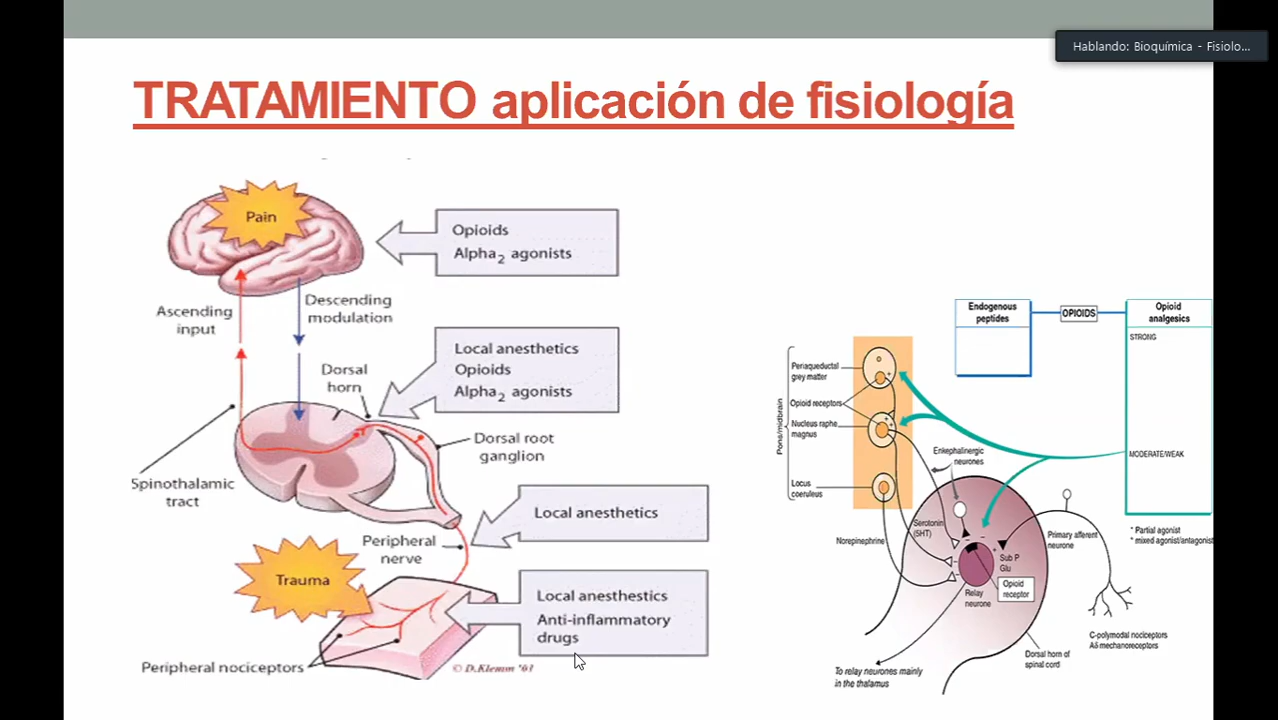 Hablando: Bioquímica - Fisiolo...
TRATAMIENTO aplicación de fisiología
Pain
Opioids
Alpha2 agonists
Ascending
input
Descending
modulation
Local anesthetics
Opioids
Alpha2 agonists
Dorsal
horn
Dorsal root
ganglion
Spinothalamic
tract
Local anesthetics
Peripheral
nerve
Trauma
Local anesthestics
Anti-inflammatory
drugs
Peripheral nociceptors
© D.Klemm '01
Endogenous
peptides
OPIOIDS
Opioid
analgesics
STRONG
MODERATE/WEAK
* Partial agonist
* mixed agonist/antagonist
Pons/midbrain
Periaqueductal
grey matter
Opioid receptors
Nucleus raphe
magnus
Locus
coeruleus
Enkephalinergic
neurones
Serotonin
(5HT)
Norepinephrine
Primary afferent
neurone
Sub P
Glu
Opioid
receptor
Relay
neurone
C-polymodal nociceptors
Aδ mechanoreceptors
Dorsal horn of
spinal cord
To relay neurones mainly
in the thalamus